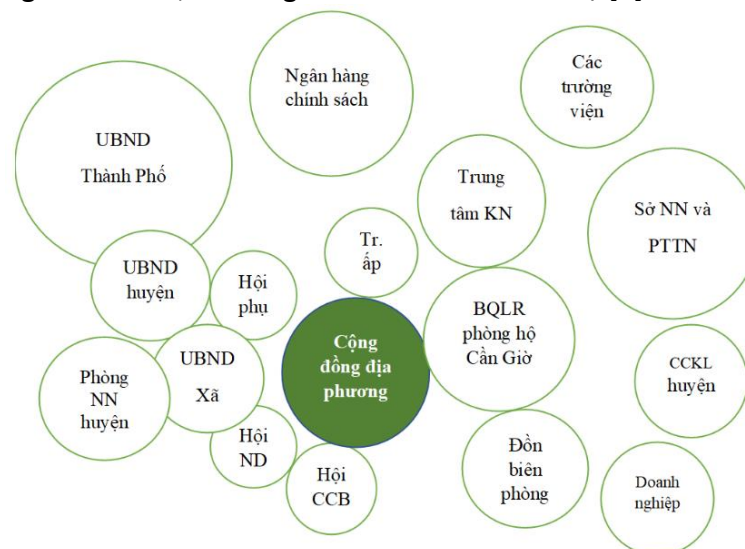 Ngân hàng
chính sách
Các
trường
viện
UBND
Thành Phố
Trung
tâm KN
Sở NN và
PTTN
Tr.
ấp
UBND
huyện
Hội
phụ
BQLR
phòng hộ
Cần Giờ
Cộng
đồng địa
phương
UBND
Xã
Phòng
NN
huyện
CCKL
huyện
Hội
ND
Đồn
biên
phòng
Hội
CCB
Doanh
nghiệp